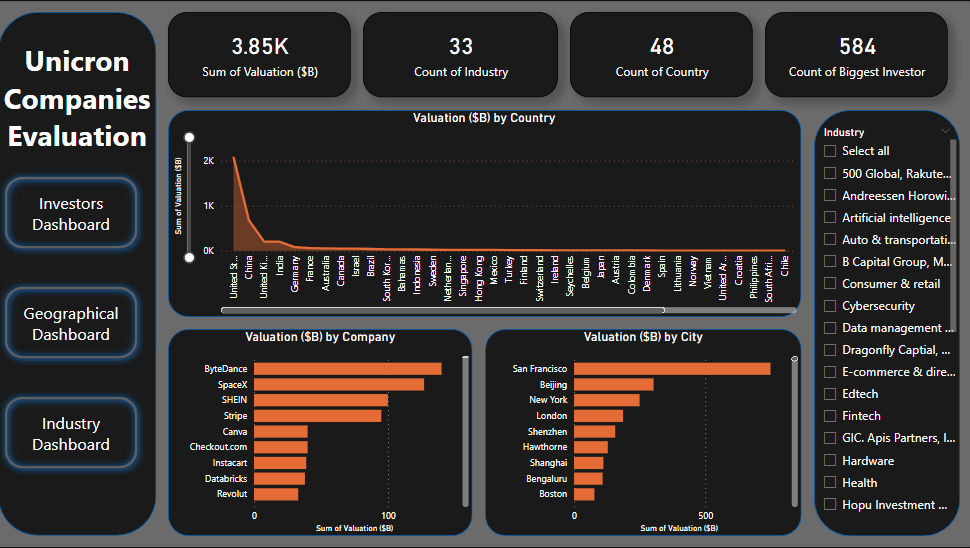 Unicron
Companies
Evaluation
Investors
Dashboard
Geographical
Dashboard
Industry
Dashboard
3.85K
Sum of Valuation ($B)
33
Count of Industry
48
Count of Country
584
Count of Biggest Investor
Valuation ($B) by Country
Sum of Valuation ($B)
2K
1K
0K
United St...
China
United Ki...
India
Germany
France
Australia
Canada
Israel
Brazil
South Kor...
Bahamas
Indonesia
Sweden
Netherlan...
Singapore
Hong Kong
Mexico
Turkey
Finland
Switzerland
Ireland
Seychelles
Belgium
Japan
Austria
Colombia
Denmark
Spain
Lithuania
Norway
Vietnam
United Ar...
Croatia
Philippines
South Afri...
Chile
Valuation ($B) by Company
ByteDance
SpaceX
SHEIN
Stripe
Canva
Checkout.com
Instacart
Databricks
Revolut
0
100
Sum of Valuation ($B)
Valuation ($B) by City
San Francisco
Beijing
New York
London
Shenzhen
Hawthorne
Shanghai
Bengaluru
Boston
0
500
Sum of Valuation ($B)
Industry
Select all
500 Global, Rakute...
Andreessen Horowi...
Artificial intelligence
Auto & transportati...
B Capital Group, M...
Consumer & retail
Cybersecurity
Data management ...
Dragonfly Captial, ...
E-commerce & dire...
Edtech
Fintech
GIC. Apis Partners, I...
Hardware
Health
Hopu Investment ...